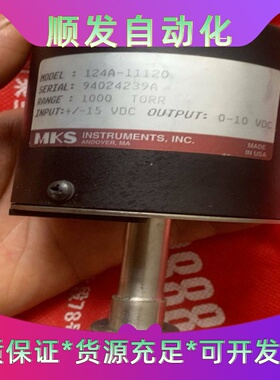 顺发自动化
MODEL: 124A-11120
SERIAL: 94024239A
RANGE: 1000 TORR
INPUT:+/-15 VDC OUTPUT: 0-10 VDC
MKS INSTRUMENTS, INC.
ANDOVER, MA
MADE
IN USA
质保证*货源充足*可开发